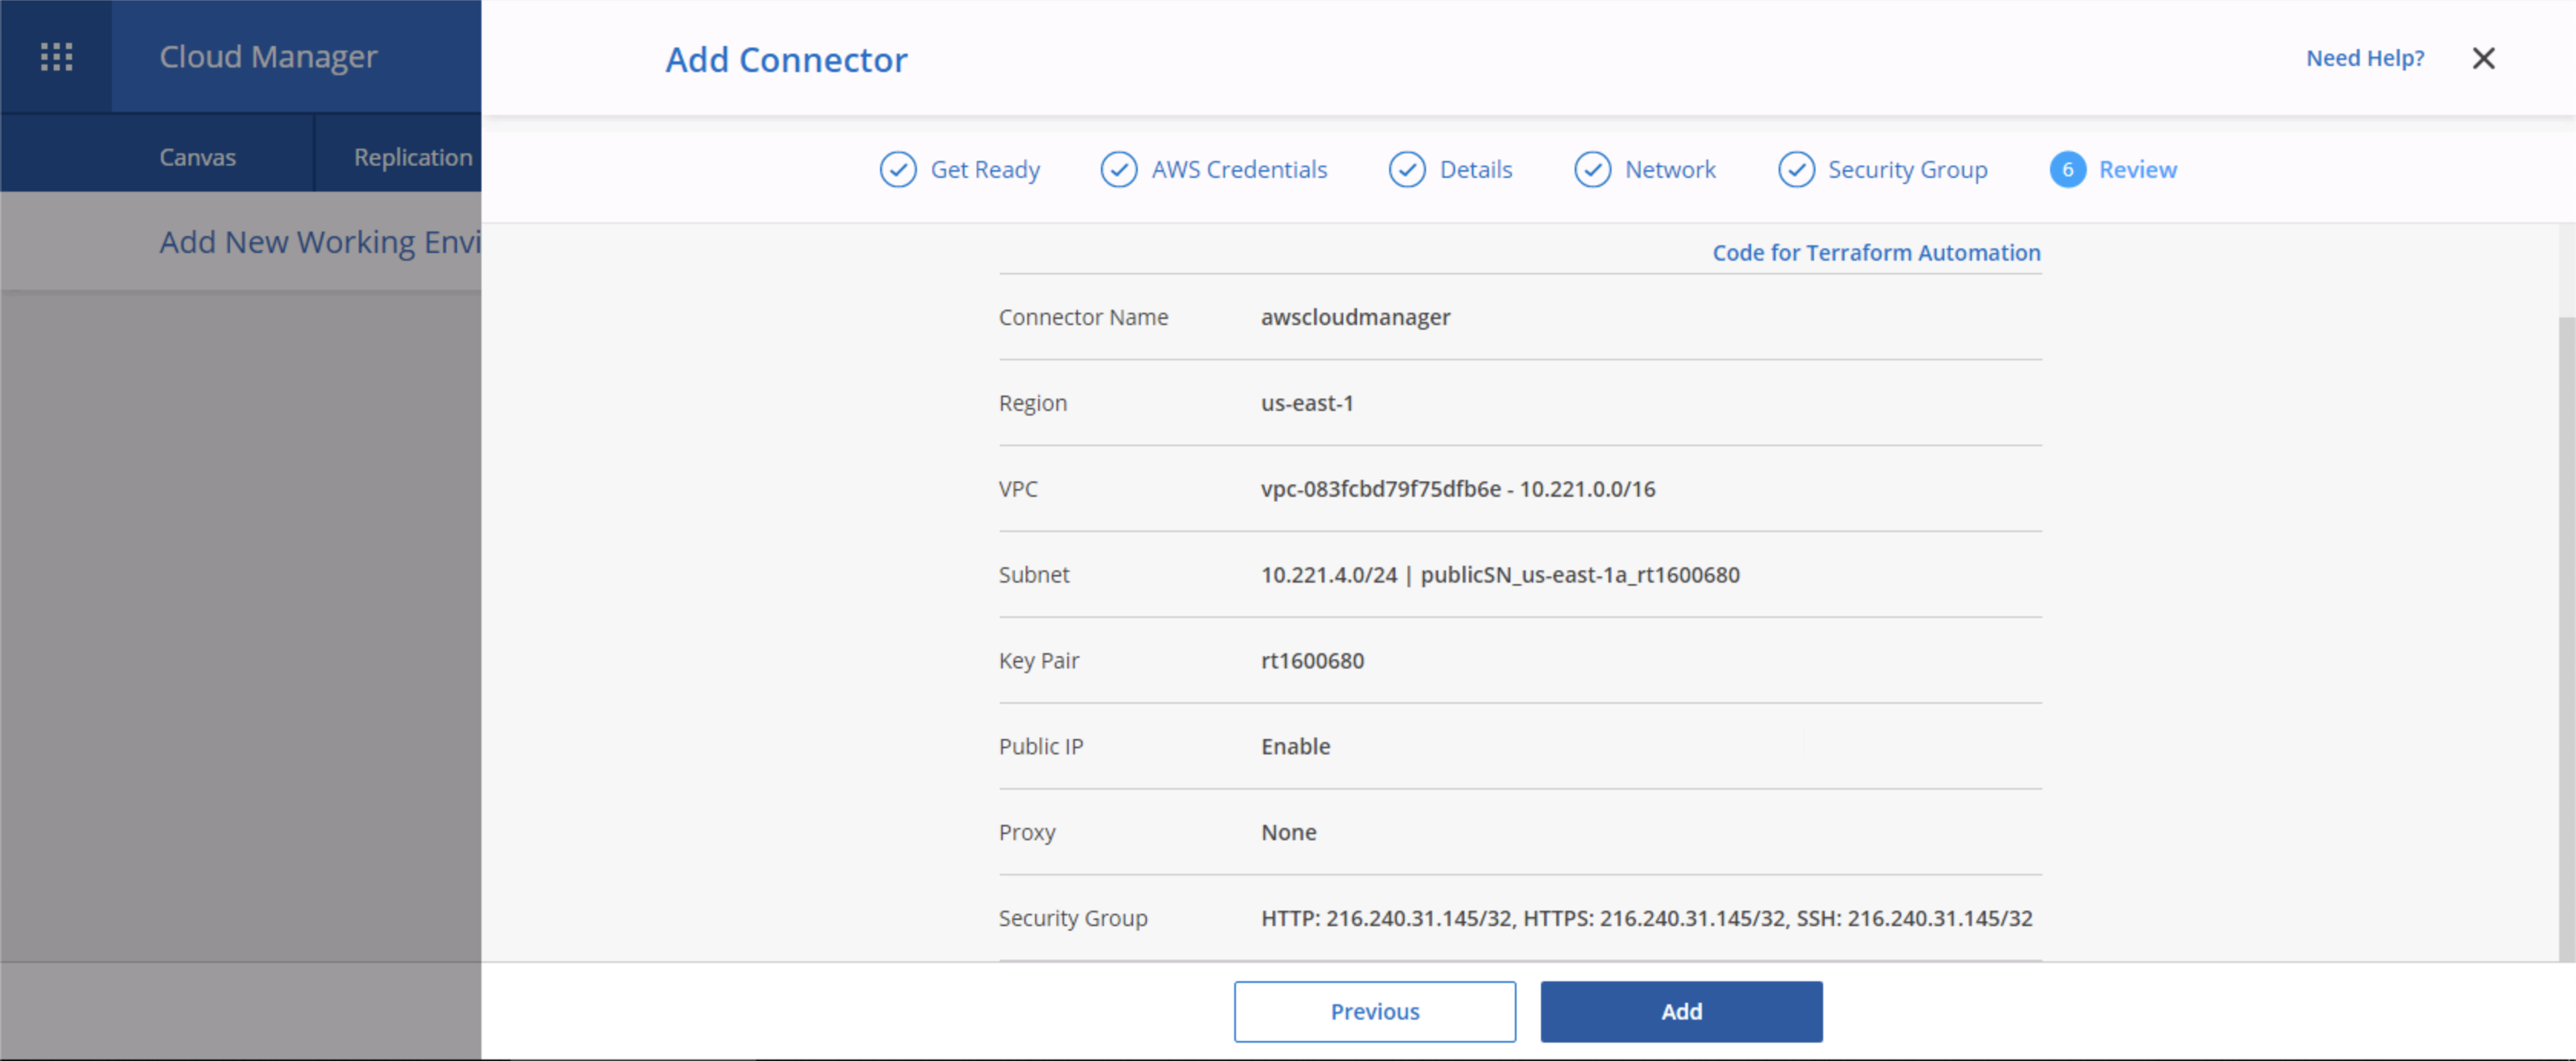 Cloud Manager
Add Connector
Need Help?
Canvas
Replication
Get Ready
AWS Credentials
Details
Network
Security Group
6
Review
Add New Working Envi
Code for Terraform Automation
Connector Name awscloudmanager
Region us-east-1
VPC vpc-083fcbd79f75dfb6e - 10.221.0.0/16
Subnet 10.221.4.0/24 | publicSN_us-east-1a_rt1600680
Key Pair rt1600680
Public IP Enable
Proxy None
Security Group HTTP: 216.240.31.145/32, HTTPS: 216.240.31.145/32, SSH: 216.240.31.145/32
Previous
Add